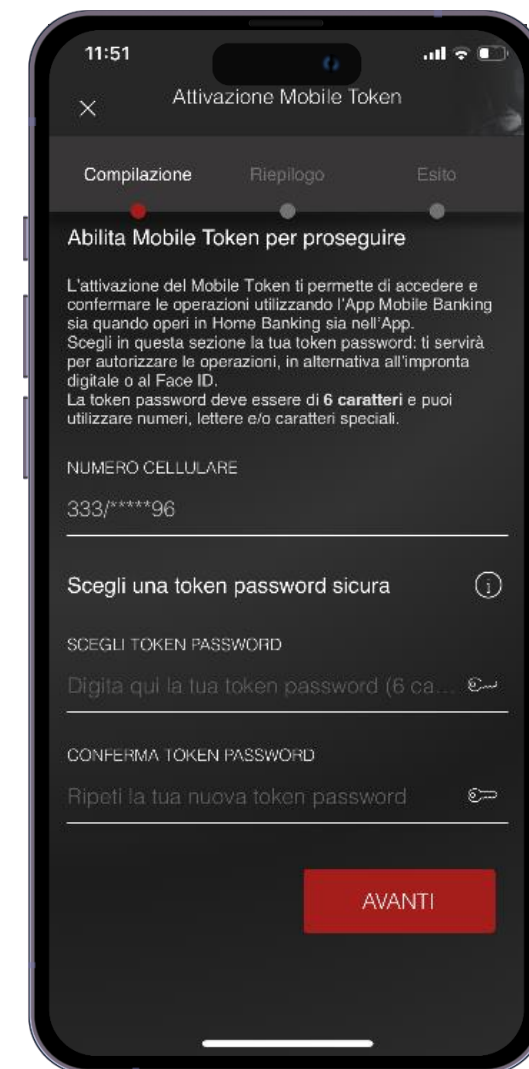 11:51
Attivazione Mobile Token
Compilazione Riepilogo Esito
Abilita Mobile Token per proseguire
L'attivazione del Mobile Token ti permette di accedere e
confermare le operazioni utilizzando l'App Mobile Banking
sia quando operi in Home Banking sia nell'App.
Scegli in questa sezione la tua token password: ti servirà
per autorizzare le operazioni, in alternativa all'impronta
digitale o al Face ID.
La token password deve essere di 6 caratteri e puoi
utilizzare numeri, lettere e/o caratteri speciali.
NUMERO CELLULARE
333/*****96
Scegli una token password sicura
SCEGLI TOKEN PASSWORD
Digita qui la tua token password (6 ca...
CONFERMA TOKEN PASSWORD
Ripeti la tua nuova token password
AVANTI